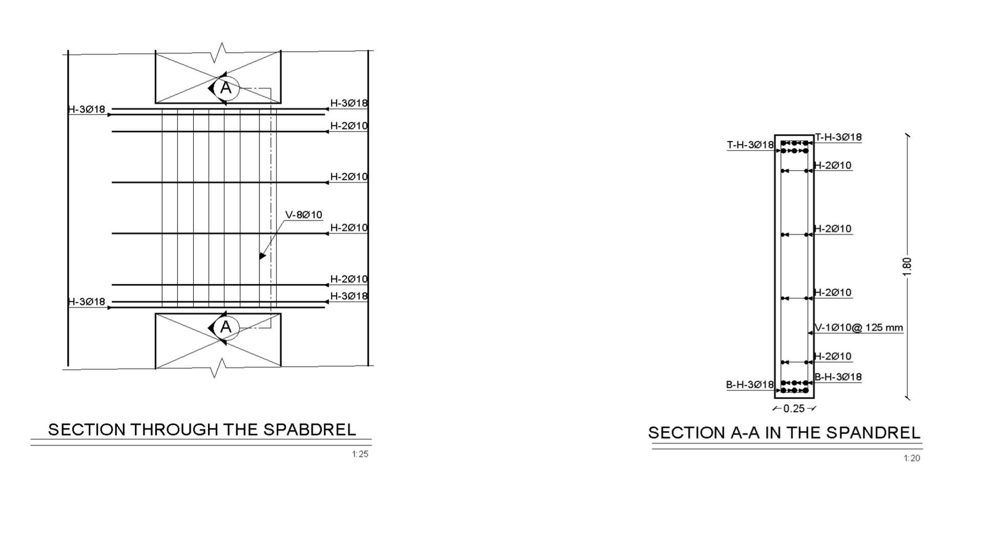 A
H-3Ø18
H-3Ø18
H-2Ø10
H-2Ø10
V-8Ø10
H-2Ø10
H-2Ø10
H-3Ø18
H-3Ø18
A
SECTION THROUGH THE SPABDREL
1:25
T-H-3Ø18
T-H-3Ø18
H-2Ø10
H-2Ø10
1.80
H-2Ø10
V-1Ø10@ 125 mm
H-2Ø10
B-H-3Ø18
B-H-3Ø18
0.25
SECTION A-A IN THE SPANDREL
1:20